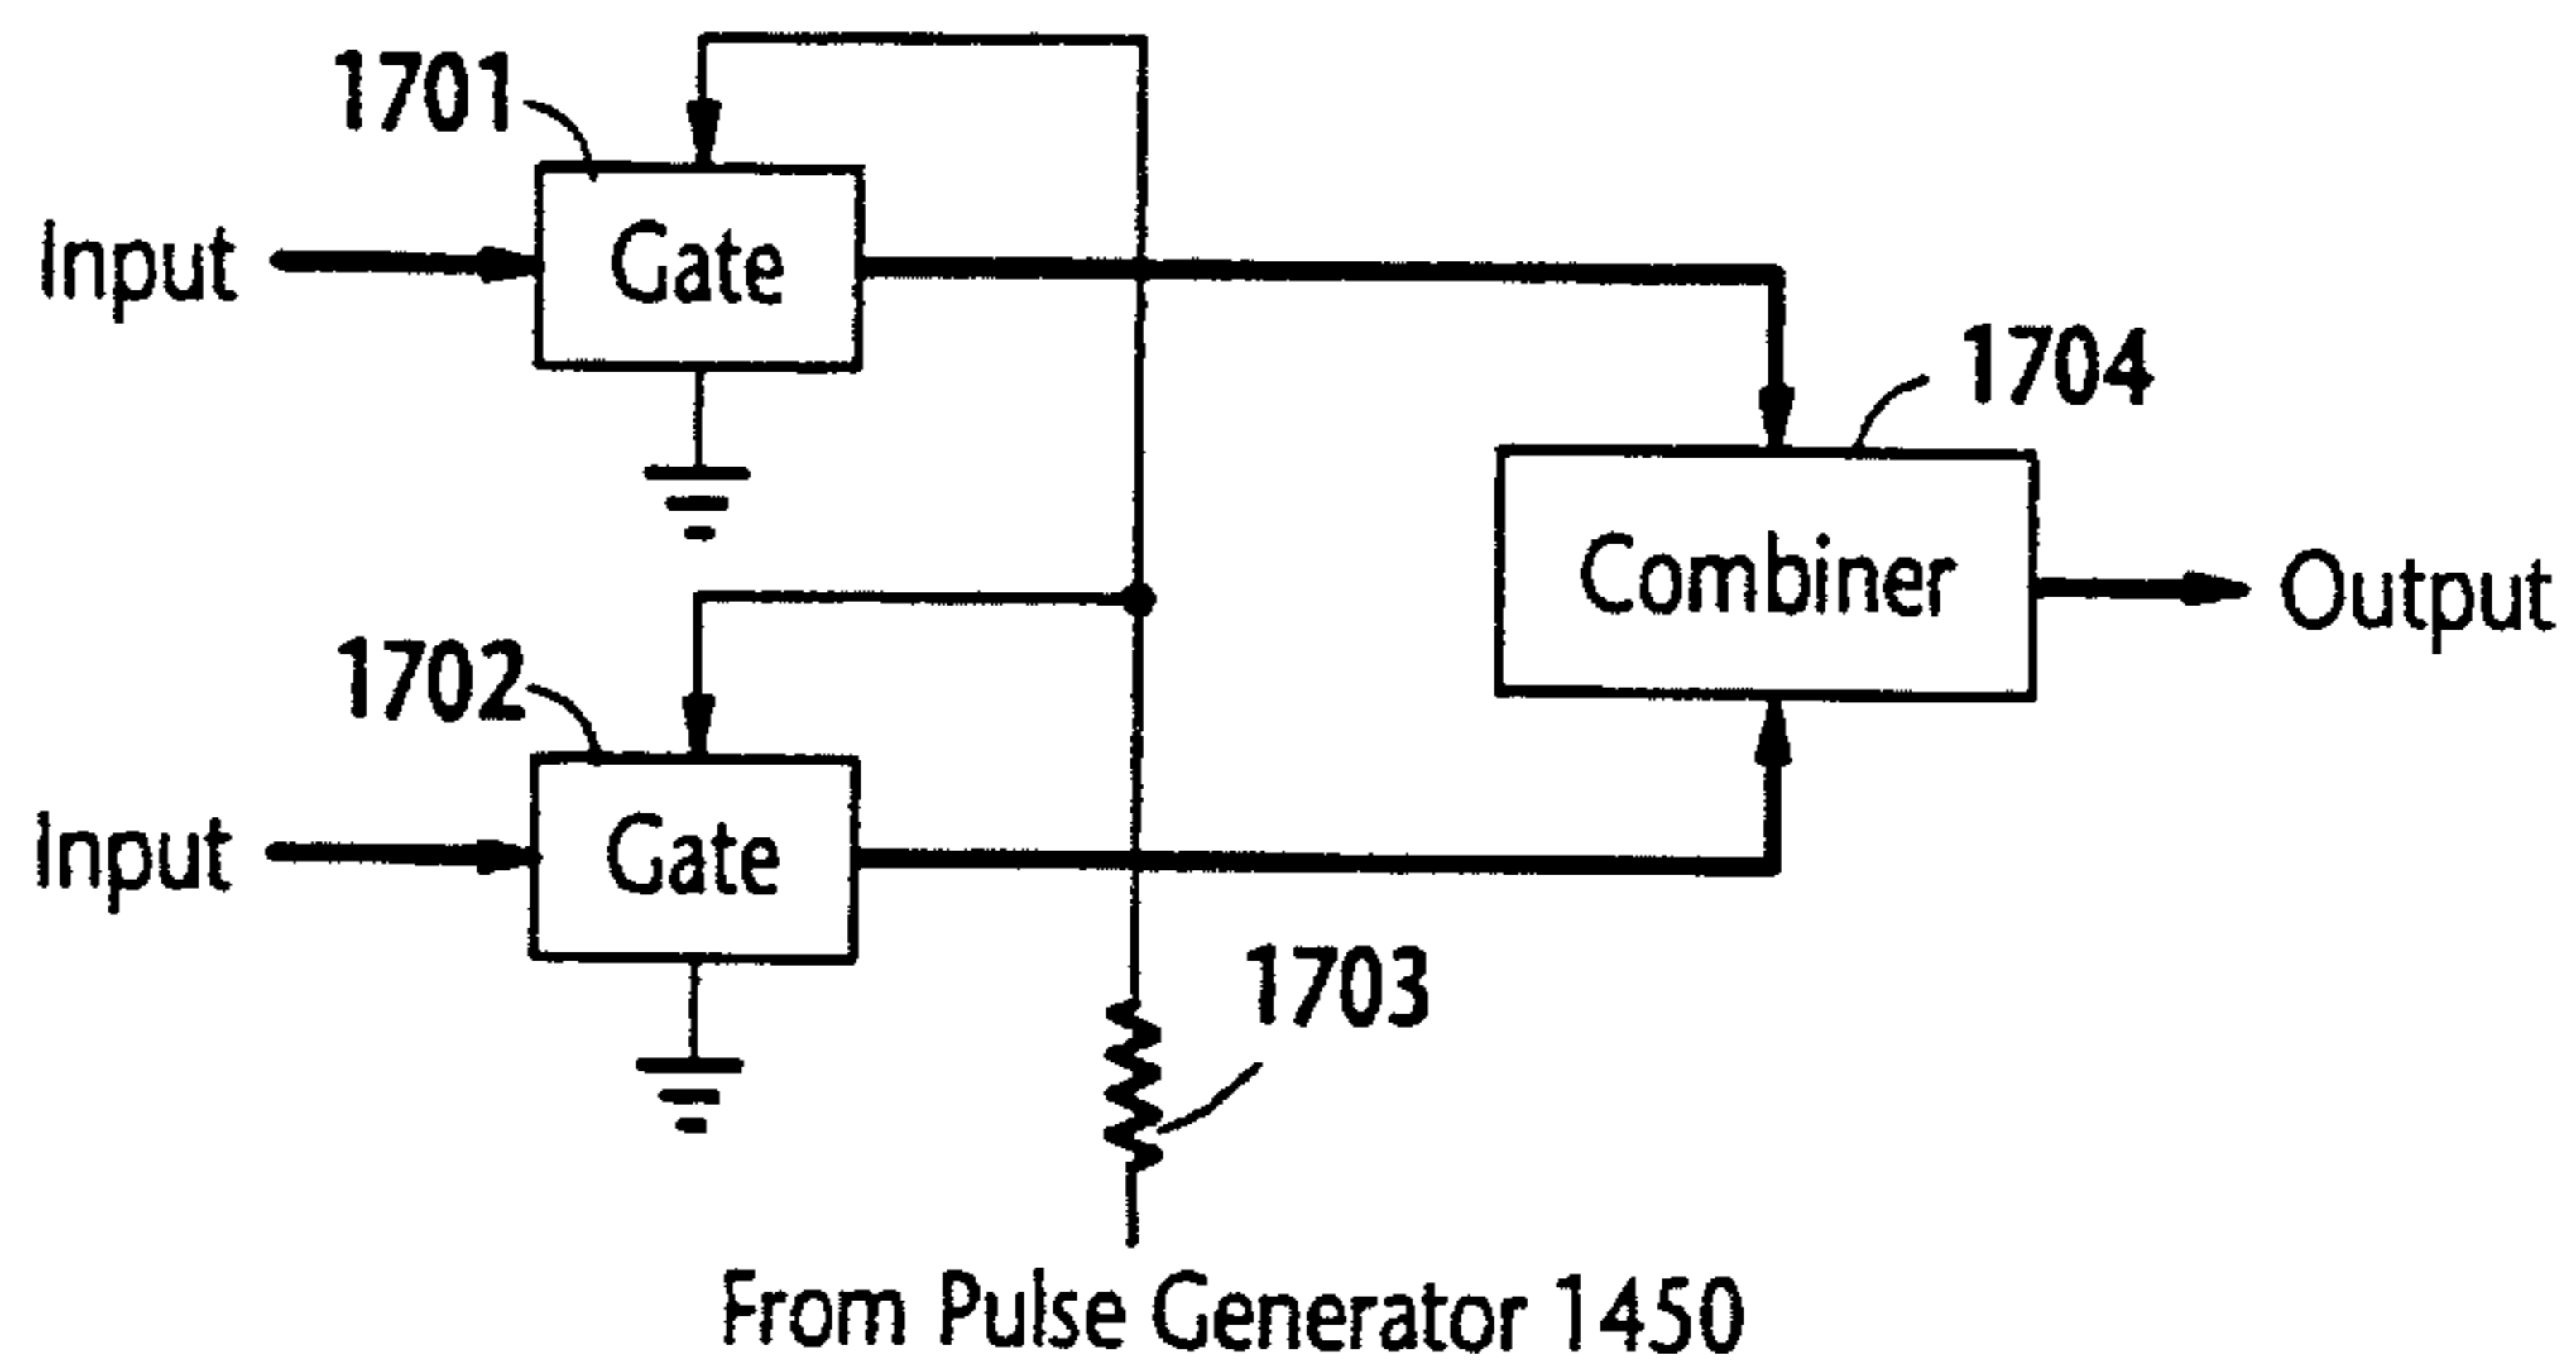 1701
Input
Gate
1704
Combiner
Output
1702
Input
Gate
1703
From Pulse Generator 1450